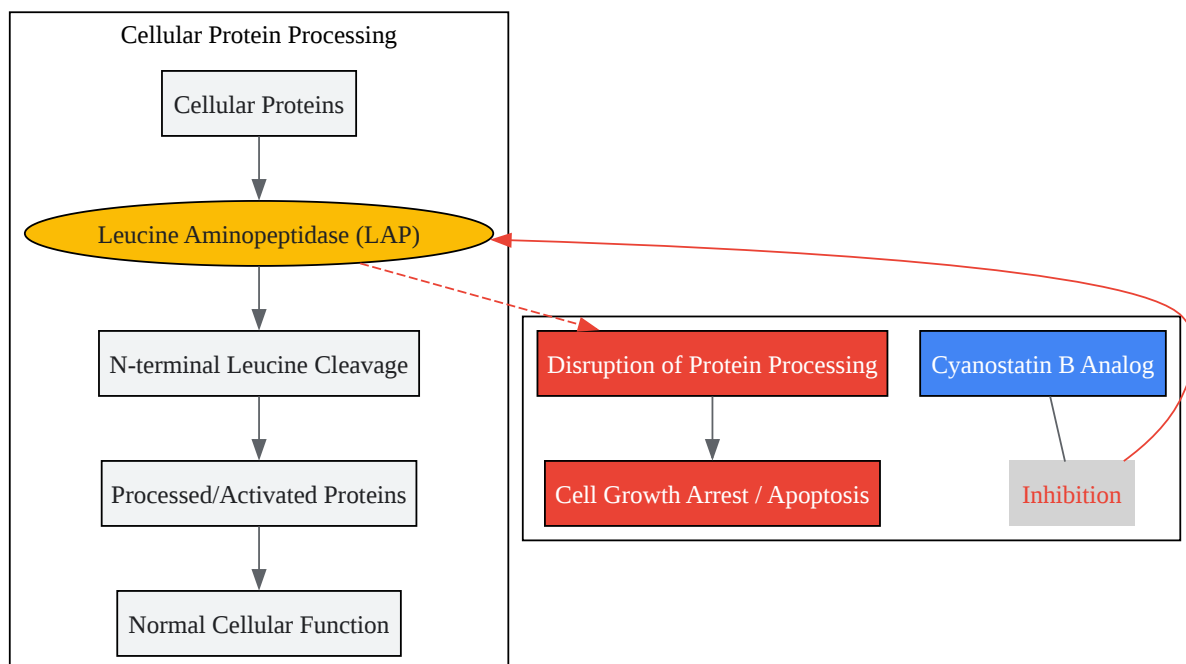 Cellular Protein Processing
Cellular Proteins
Leucine Aminopeptidase (LAP)
N-terminal Leucine Cleavage
Processed/Activated Proteins
Normal Cellular Function
Disruption of Protein Processing
Cyanostatin B Analog
Cell Growth Arrest / Apoptosis
Inhibition